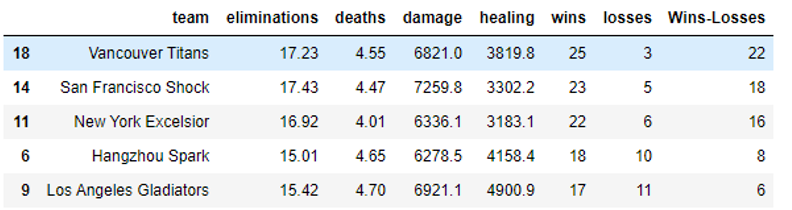 team eliminations deaths damage healing wins losses Wins-Losses
18 Vancouver Titans 17.23 4.55 6821.0 3819.8 25 3 22
14 San Francisco Shock 17.43 4.47 7259.8 3302.2 23 5 18
11 New York Excelsior 16.92 4.01 6336.1 3183.1 22 6 16
6 Hangzhou Spark 15.01 4.65 6278.5 4158.4 18 10 8
9 Los Angeles Gladiators 15.42 4.70 6921.1 4900.9 17 11 6